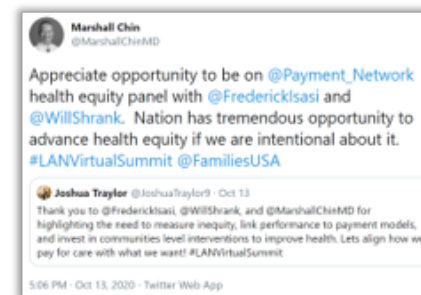 Marshall Chin
@MarshallChinMD
Appreciate opportunity to be on @Payment_Network
health equity panel with @FrederickIsasi and
@WillShrank. Nation has tremendous opportunity to
advance health equity if we are intentional about it.
#LANVirtualSummit @FamiliesUSA
Joshua Traylor @JoshuaTraylor9 · Oct 13
Thank you to @FrederickIsasi, @WillShrank, and @MarshallChinMD for
highlighting the need to measure inequity, link performance to payment models,
and invest in communities level interventions to improve health. Lets align how we
pay for care with what we want! #LANVirtualSummit
5:06 PM · Oct 13, 2020 · Twitter Web App